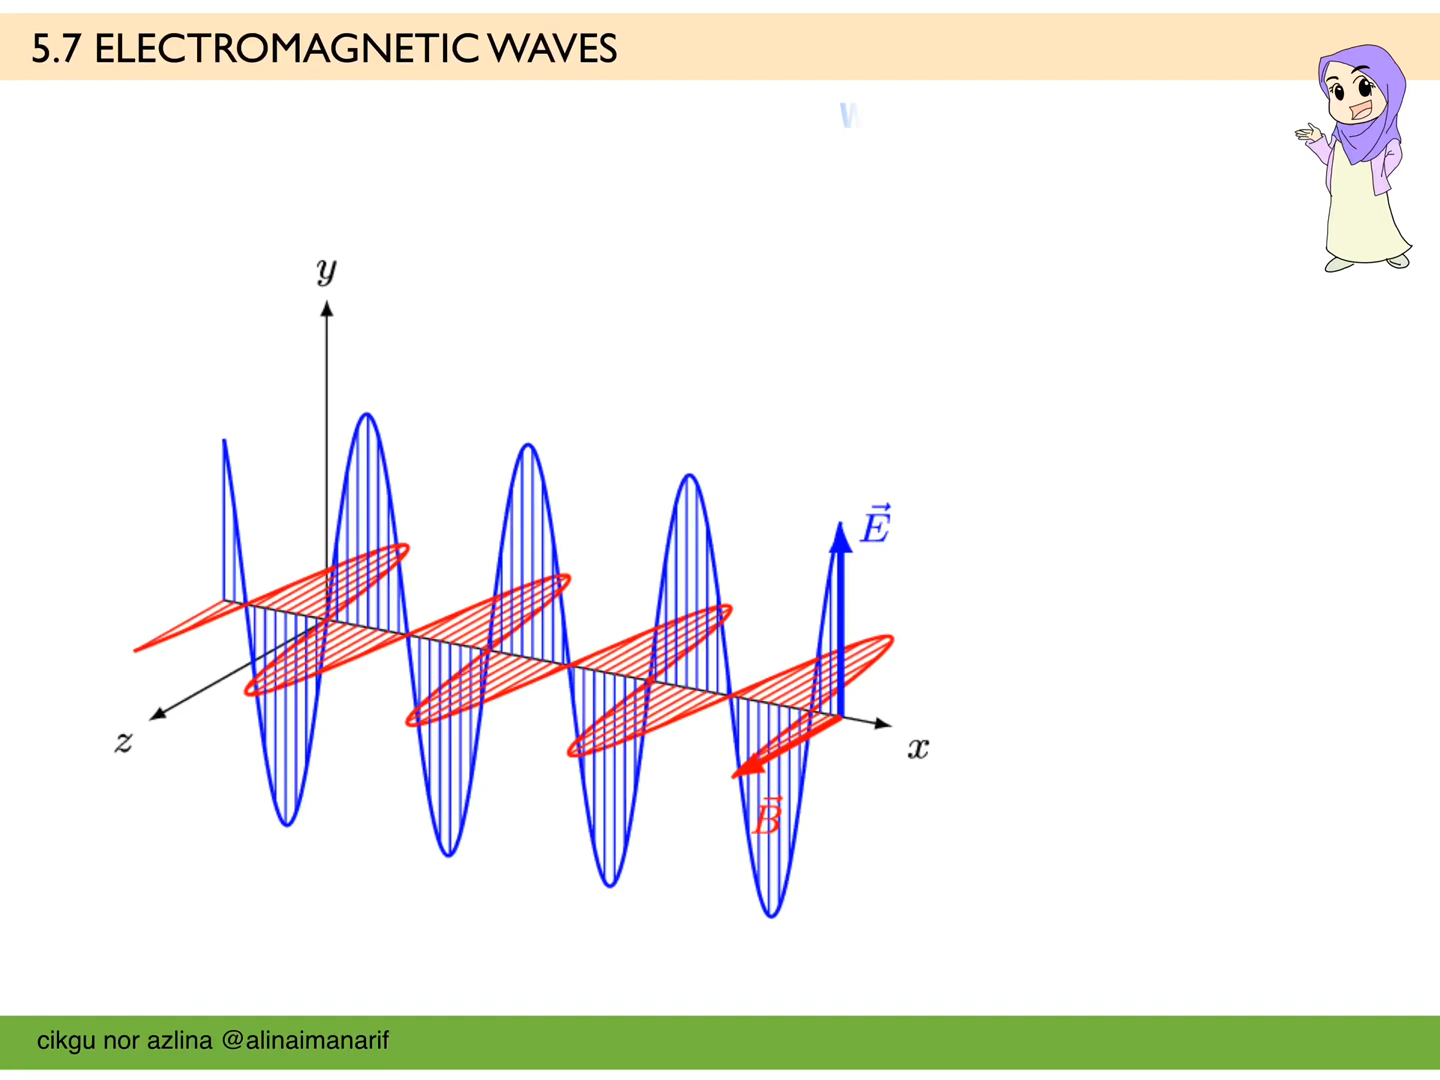 5.7 ELECTROMAGNETIC WAVES
W
y
E⃗
z
x
B⃗
cikgu nor azlina @alinaimanarif